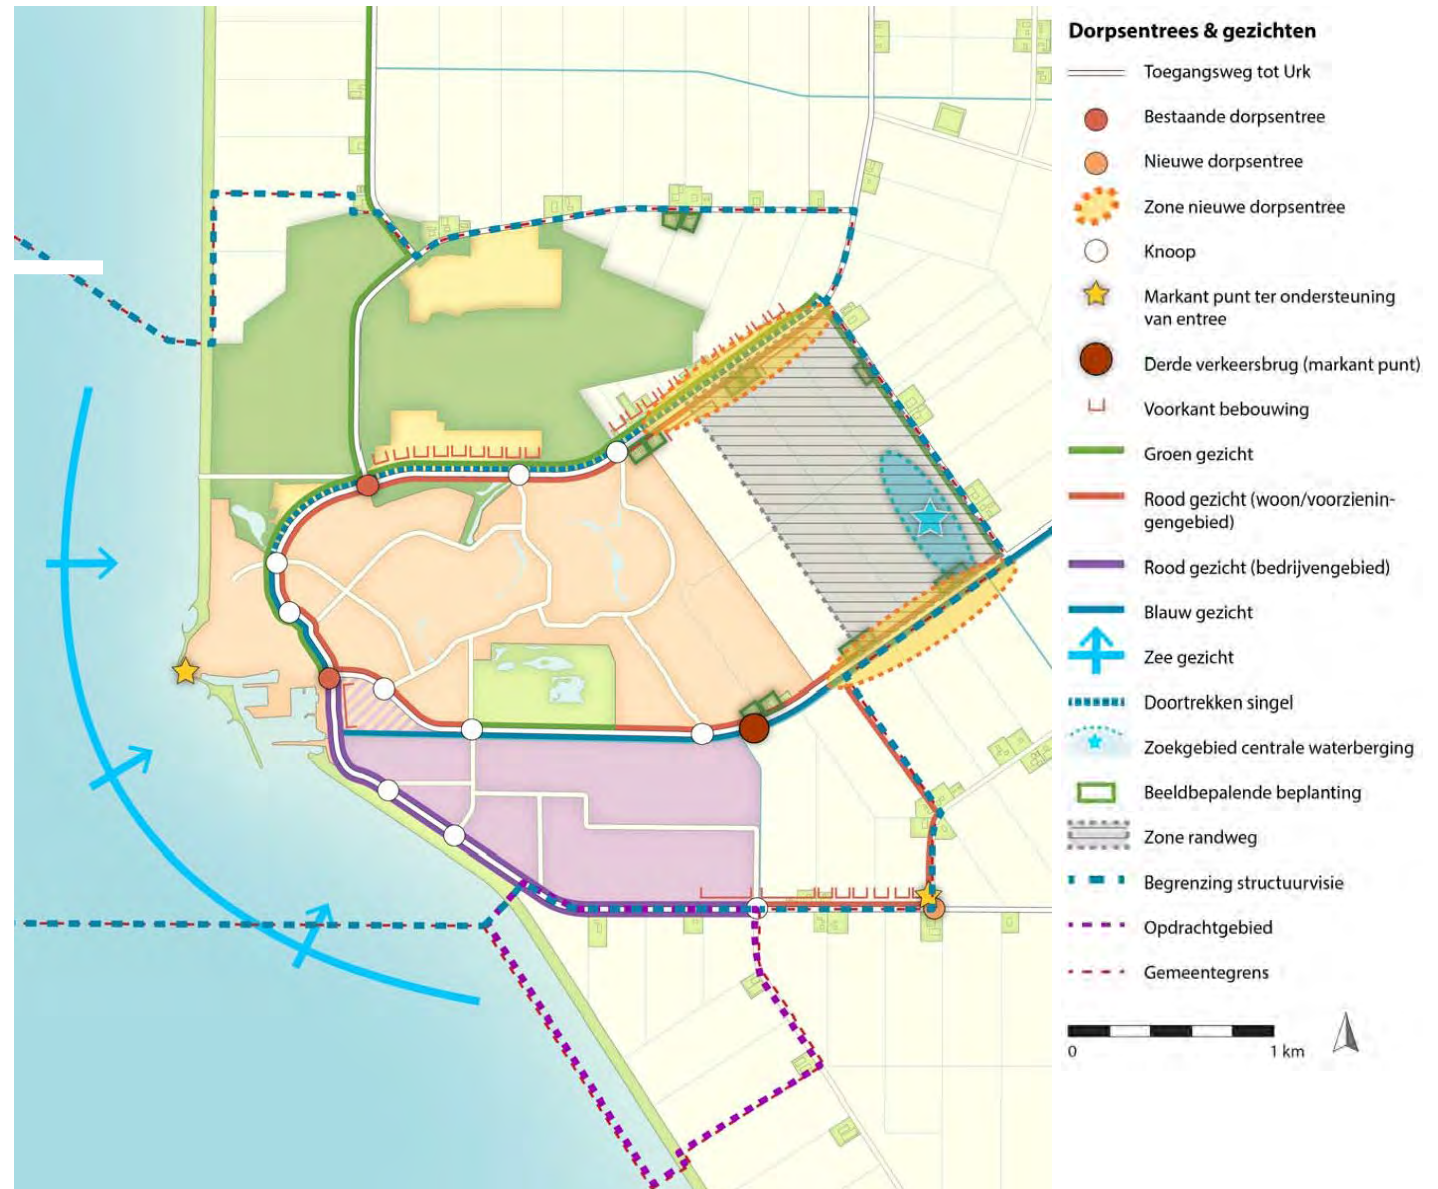 Dorpsentrees & gezichten
Toegangsweg tot Urk
Bestaande dorpsentree
Nieuwe dorpsentree
Zone nieuwe dorpsentree
Knoop
Markant punt ter ondersteuning
van entree
Derde verkeersbrug (markant punt)
Voorkant bebouwing
Groen gezicht
Rood gezicht (woon/voorzienin-
gengebied)
Rood gezicht (bedrijvengebied)
Blauw gezicht
Zee gezicht
Doortrekken singel
Zoekgebied centrale waterberging
Beeldbepalende beplanting
Zone randweg
Begrenzing structuurvisie
Opdrachtgebied
Gemeentegrens
0 1 km